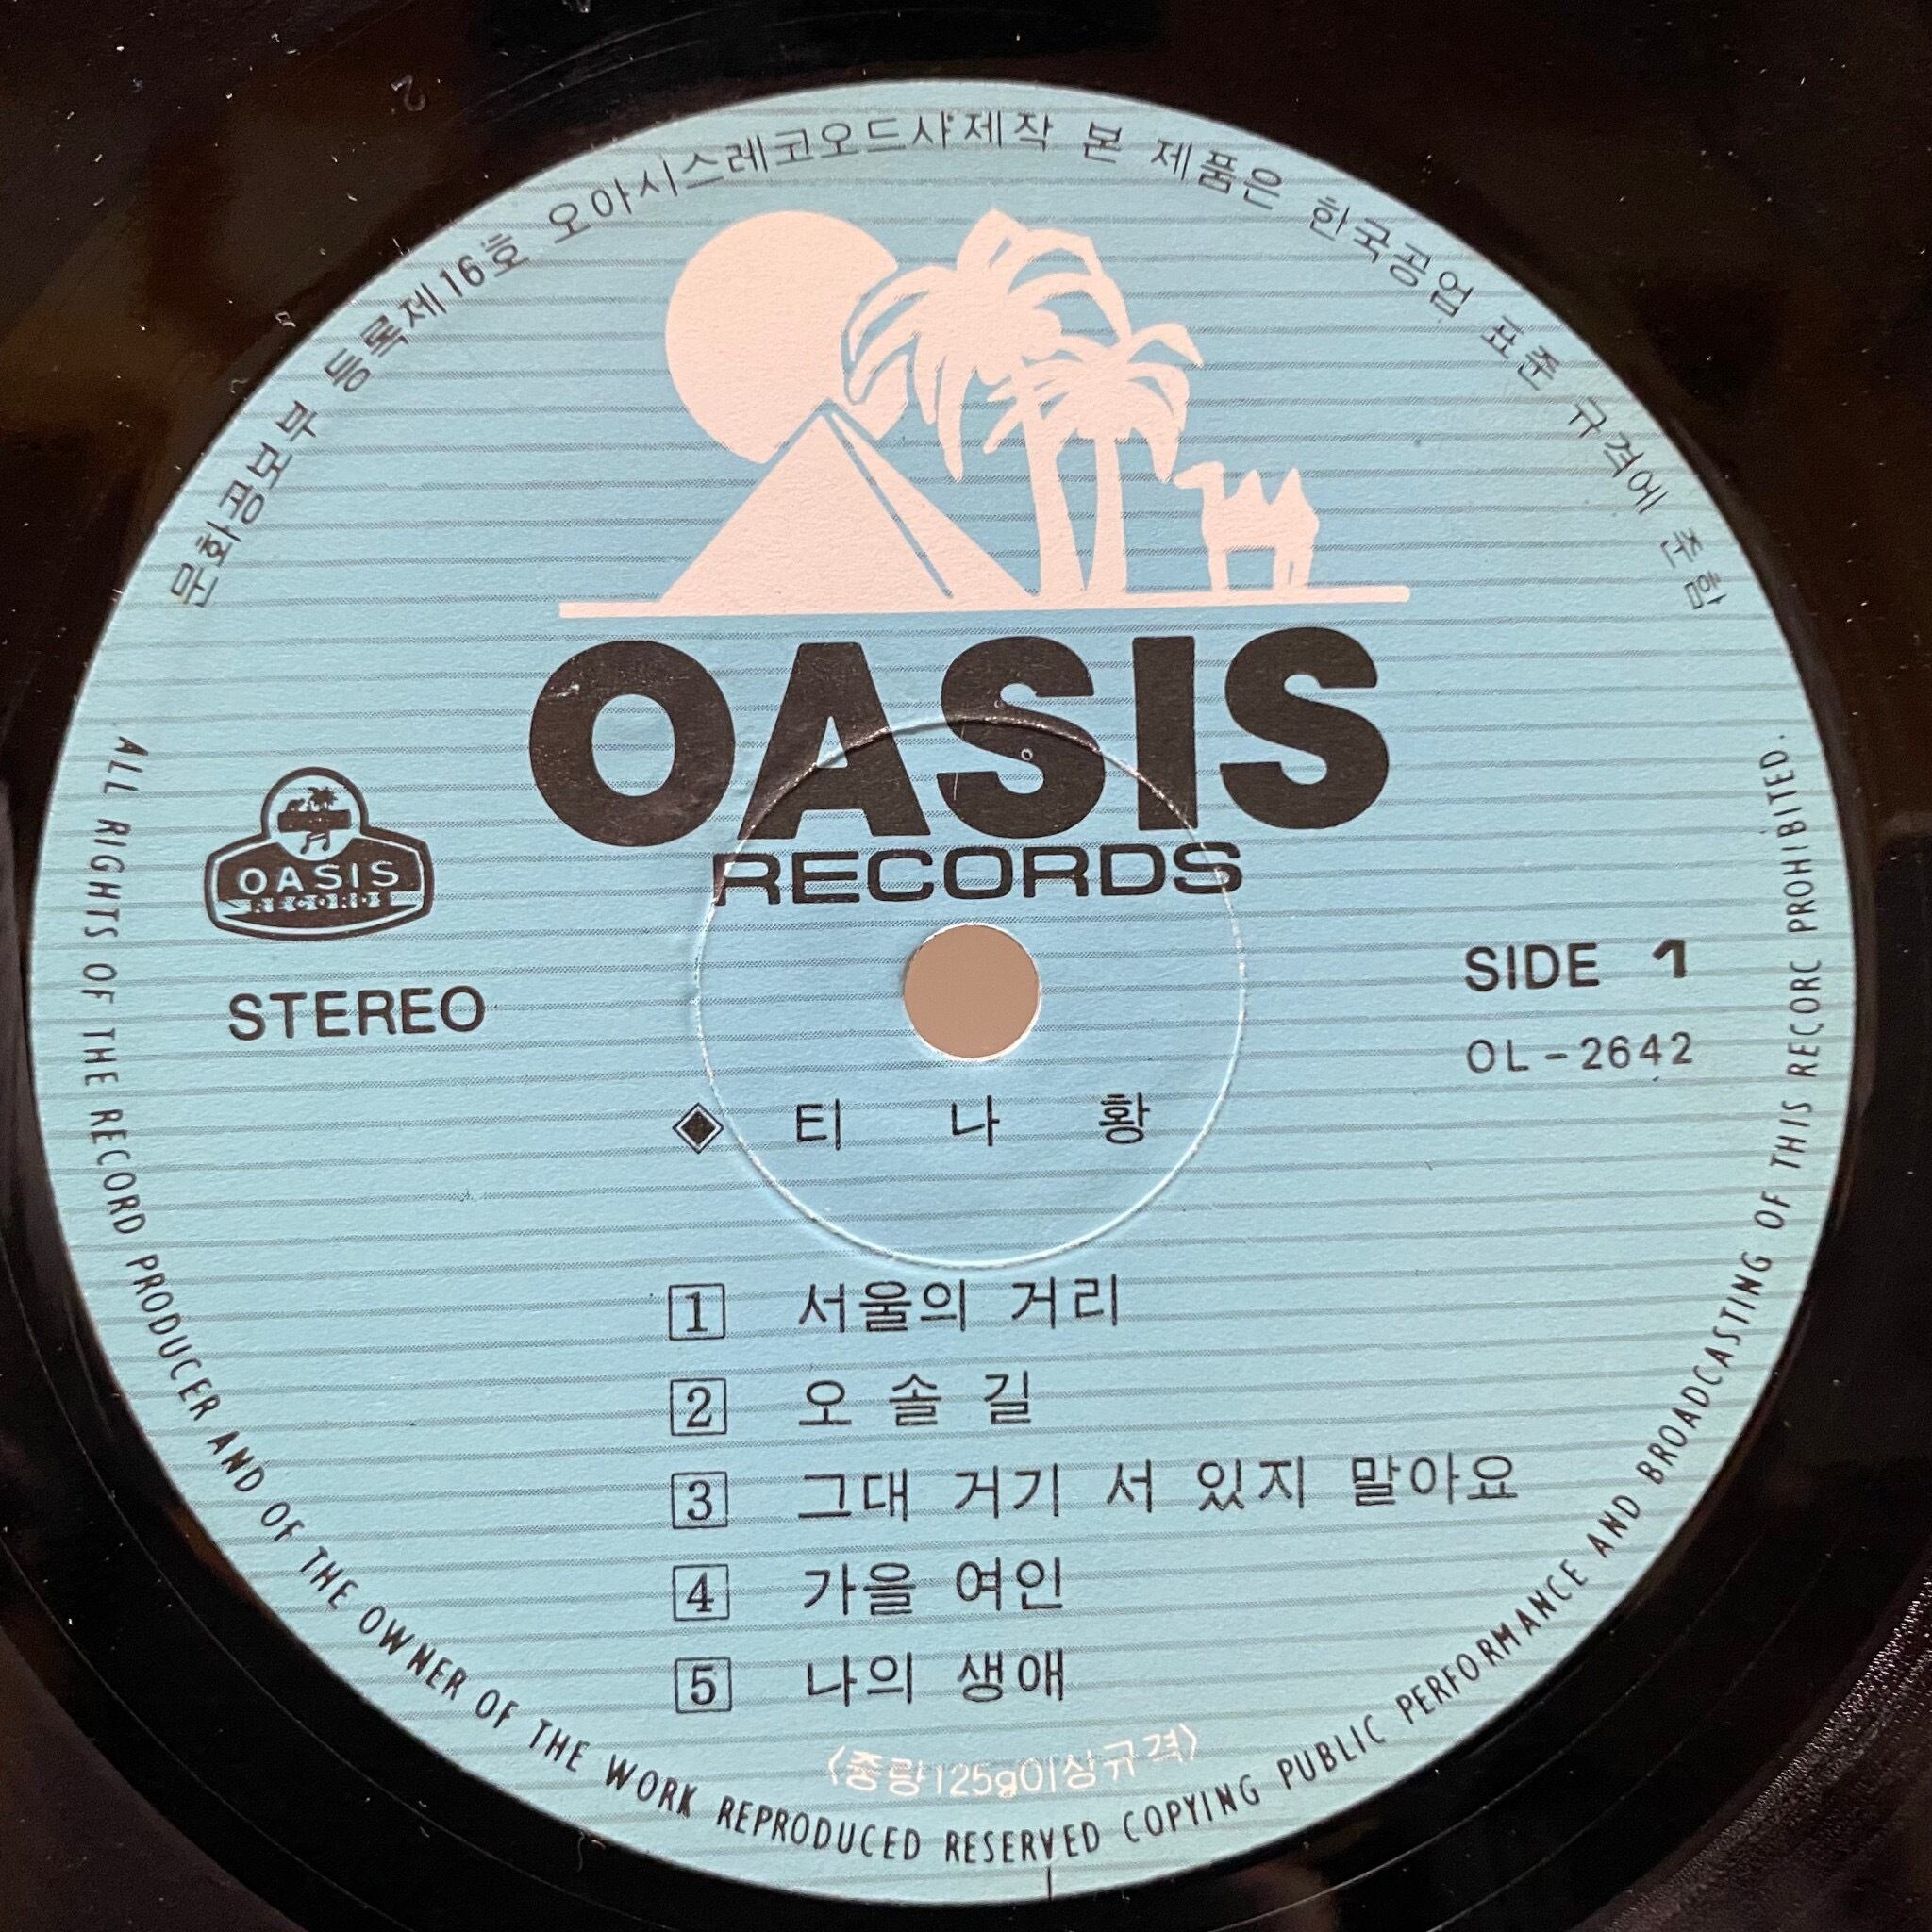 문화공보부 등록제16호 오아시스레코오드사제작 본 제품은 한국공업 표준 규격에 준함
OASIS
RECORDS
OASIS
RECORDS
STEREO
SIDE 1
OL-2642
◈ 티 나 황
1 서울의 거리
2 오 솔 길
3 그대 거기 서 있지 말아요
4 가을 여인
5 나의 생애
〈중량125g이상규격〉
ALL RIGHTS OF THE RECORD PRODUCER AND OF THE OWNER OF THE WORK REPRODUCED RESERVED COPYING PUBLIC PERFORMANCE AND BROADCASTING OF THIS RECORC PROHIBITED.